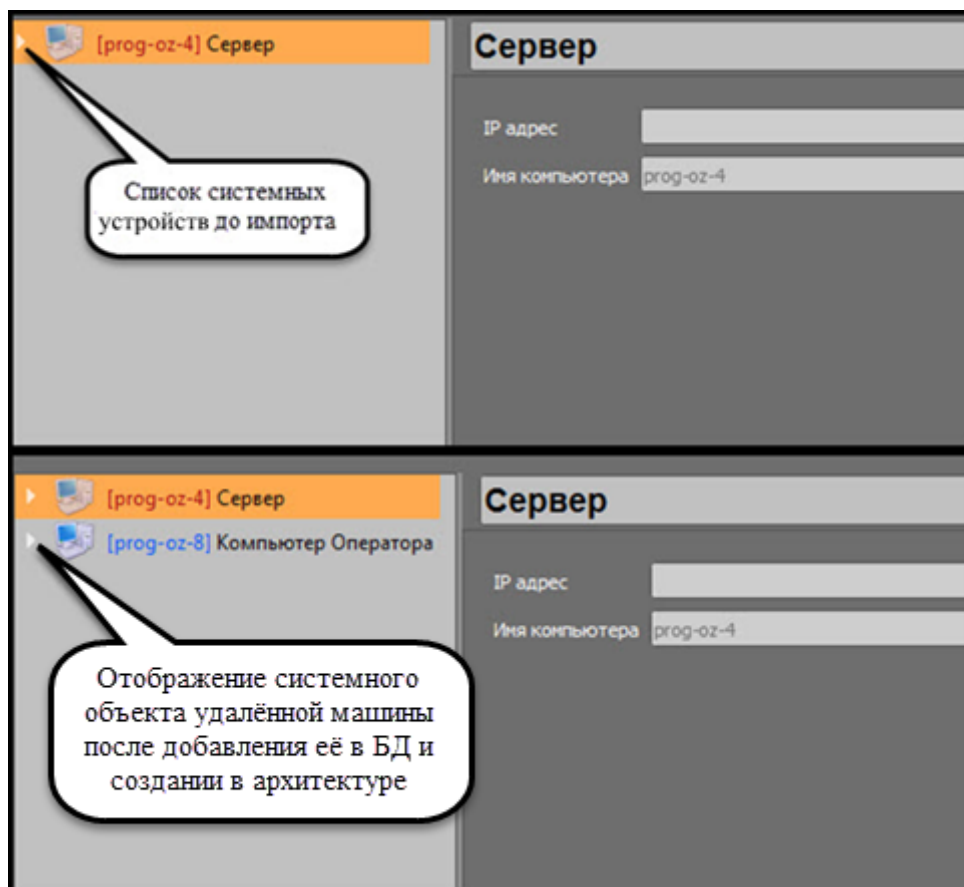 [prog-oz-4] Сервер
Сервер
IP адрес
Имя компьютера prog-oz-4
Список системных
устройств до импорта
[prog-oz-4] Сервер
[prog-oz-8] Компьютер Оператора
Сервер
IP адрес
Имя компьютера prog-oz-4
Отображение системного
объекта удалённой машины
после добавления её в БД и
создании в архитектуре